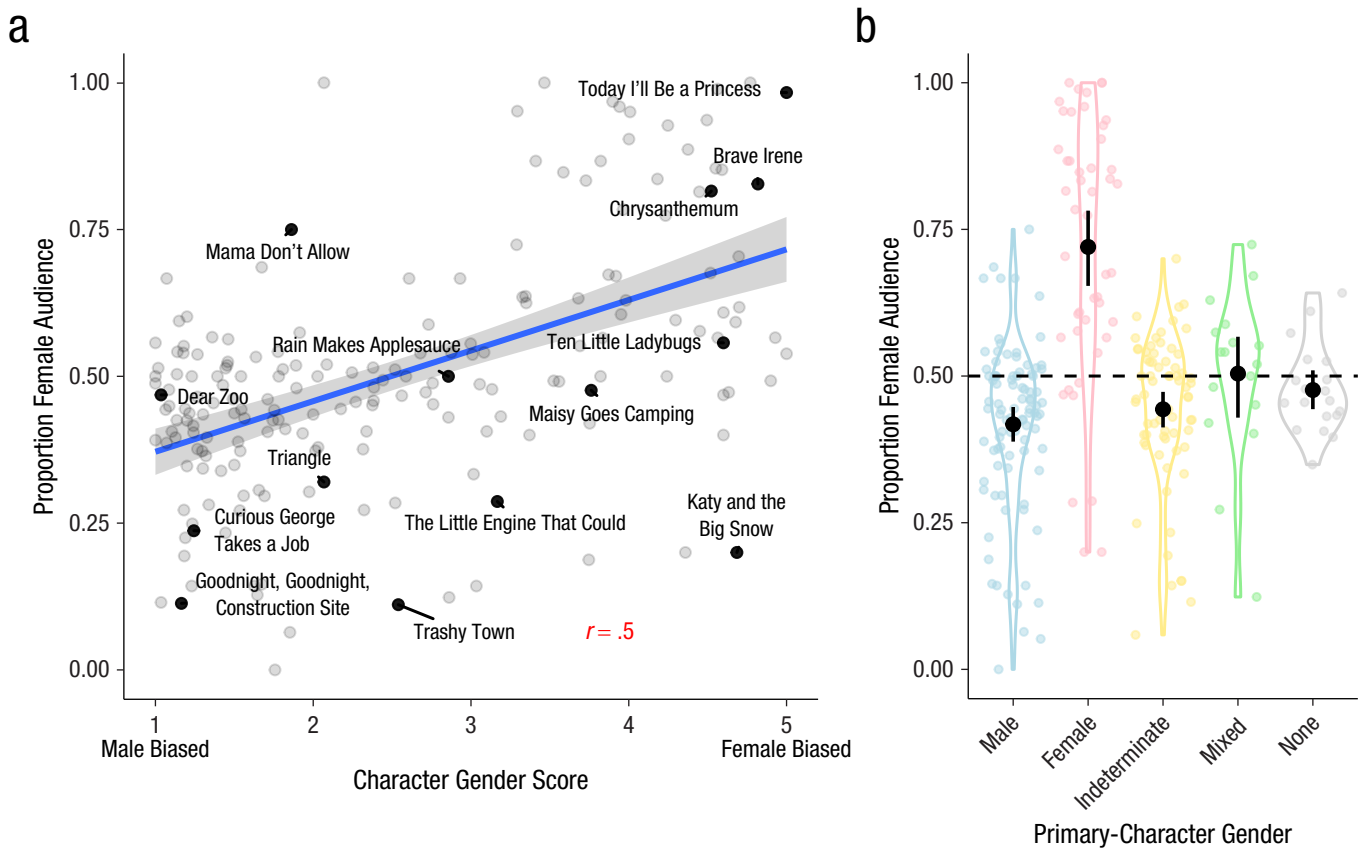 a
Proportion Female Audience
1.00
0.75
0.50
0.25
0.00
Today I'll Be a Princess
Brave Irene
Chrysanthemum
Mama Don't Allow
Rain Makes Applesauce
Ten Little Ladybugs
Dear Zoo
Maisy Goes Camping
Triangle
Curious George
Takes a Job
The Little Engine That Could
Katy and the
Big Snow
Goodnight, Goodnight,
Construction Site
Trashy Town
r = .5
1
2
3
4
5
Male Biased
Female Biased
Character Gender Score
b
Proportion Female Audience
1.00
0.75
0.50
0.25
0.00
Male
Female
Indeterminate
Mixed
None
Primary-Character Gender